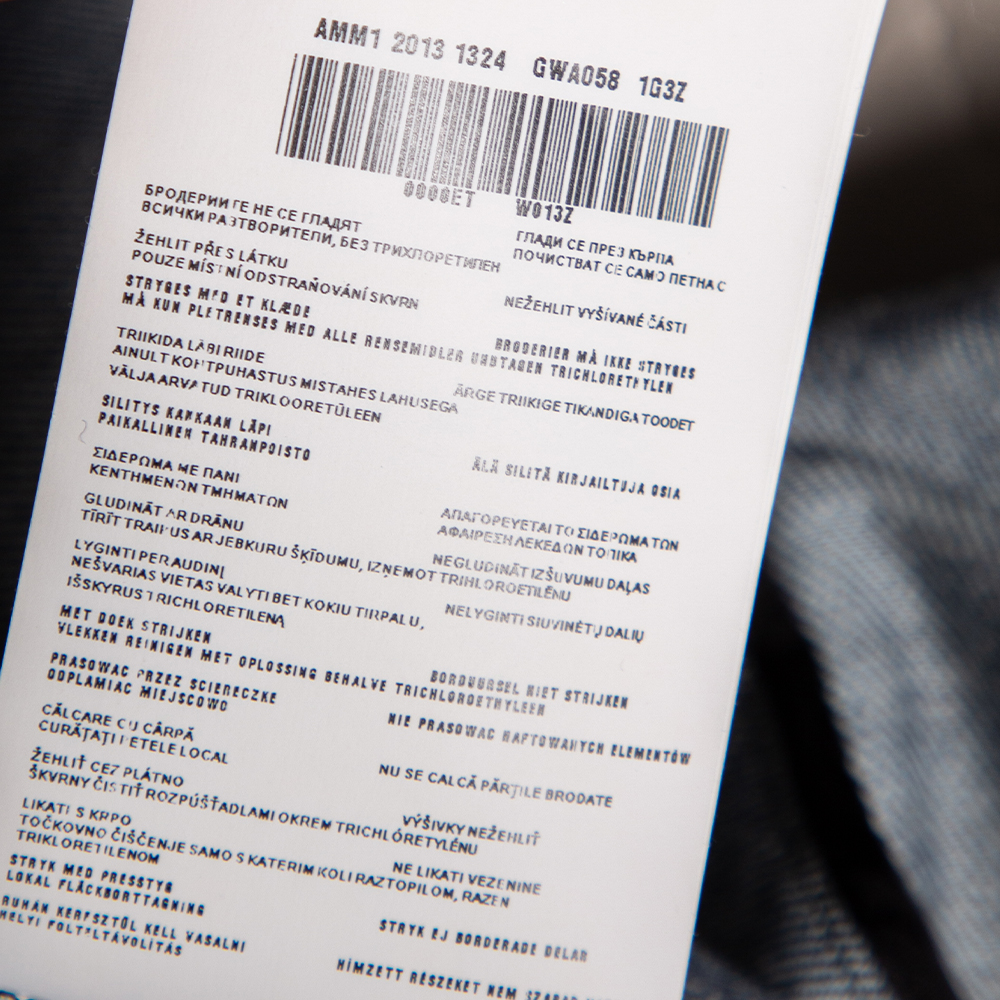 AMM1 2013 1324 GWA058 1G3Z
0000ET W013Z
БРОДЕРИИТЕ НЕ СЕ ГЛАДЯТ ГЛАДИ СЕ ПРЕЗ КЪРПА
ВСИЧКИ РАЗТВОРИТЕЛИ, БЕЗ ТРИХЛОРЕТИЛЕН ПОЧИСТВАТ СЕ САМО ПЕТНА С
ŽEHLIT PŘES LÁTKU NEŽEHLIT VYŠÍVANÉ ČÁSTI
POUZE MÍSTNÍ ODSTRAŇOVÁNÍ SKVRN
STRYGES MED ET KLÆDE BRODERIER MÅ IKKE STRYGES
MÅ KUN PLETRENSES MED ALLE RENSEMIDLER UNDTAGEN TRICHLORETHYLEN
TRIIKIDA LÄBI RIIDE ÄRGE TRIIKIGE TIKANDIGA TOODET
AINULT KOHTPUHASTUS MISTAHES LAHUSEGA
VÄLJAARVATUD TRIKLOORETÜLEEN
SILITYS KANKAAN LÄPI ÄLÄ SILITÄ KIRJAILTUJA OSIA
PAIKALLINEN TAHRANPOISTO
ΣΙΔΕΡΩΜΑ ΜΕ ΠΑΝΙ ΑΠΑΓΟΡΕΥΕΤΑΙ ΤΟ ΣΙΔΕΡΩΜΑ ΤΩΝ
ΚΕΝΤΗΜΕΝΩΝ ΤΜΗΜΑΤΩΝ ΑΦΑΙΡΕΣΗ ΛΕΚΕΔΩΝ ΤΟΠΙΚΑ
GLUDINĀT AR DRĀNU NEGLUDINĀT IZŠUVUMU DAĻAS
TĪRĪT TRAIPUS AR JEBKURU ŠĶĪDUMU, IZŅEMOT TRIHLOROETILĒNU
LYGINTI PER AUDINĮ NELYGINTI SIUVINĖTŲ DALIŲ
NEŠVARIAS VIETAS VALYTI BET KOKIU TIRPALU,
IŠSKYRUS TRICHLORETILENĄ
MET DOEK STRIJKEN BORDUURSEL NIET STRIJKEN
VLEKKEN REINIGEN MET OPLOSSING BEHALVE TRICHLOROETHYLEEN
PRASOWAC PRZEZ SCIERECZKE NIE PRASOWAC HAFTOWANYCH ELEMENTÓW
ODPLAMIAC MIEJSCOWO
CĂLCARE CU CÂRPĂ NU SE CALCĂ PĂRŢILE BRODATE
CURĂŢAŢI PETELE LOCAL
ŽEHLIŤ CEZ PLÁTNO VÝŠIVKY NEŽEHLIŤ
ŠKVRNY ČISTIŤ ROZPÚŠŤADLAMI OKREM TRICHLÓRETYLÉNU
LIKATI S KRPO NE LIKATI VEZENINE
TOČKOVNO ČIŠČENJE SAMO S KATERIM KOLI RAZTOPILOM, RAZEN
TRIKLORETILENOM
STRYK MED PRESSTYG STRYK EJ BORDERADE DELAR
LOKAL FLÄCKBORTTAGNING
RUHÁN KERESZTÜL KELL VASALNI HÍMZETT RÉSZEKET NEM SZABAD
HELYI FOLTELTÁVOLÍTÁS